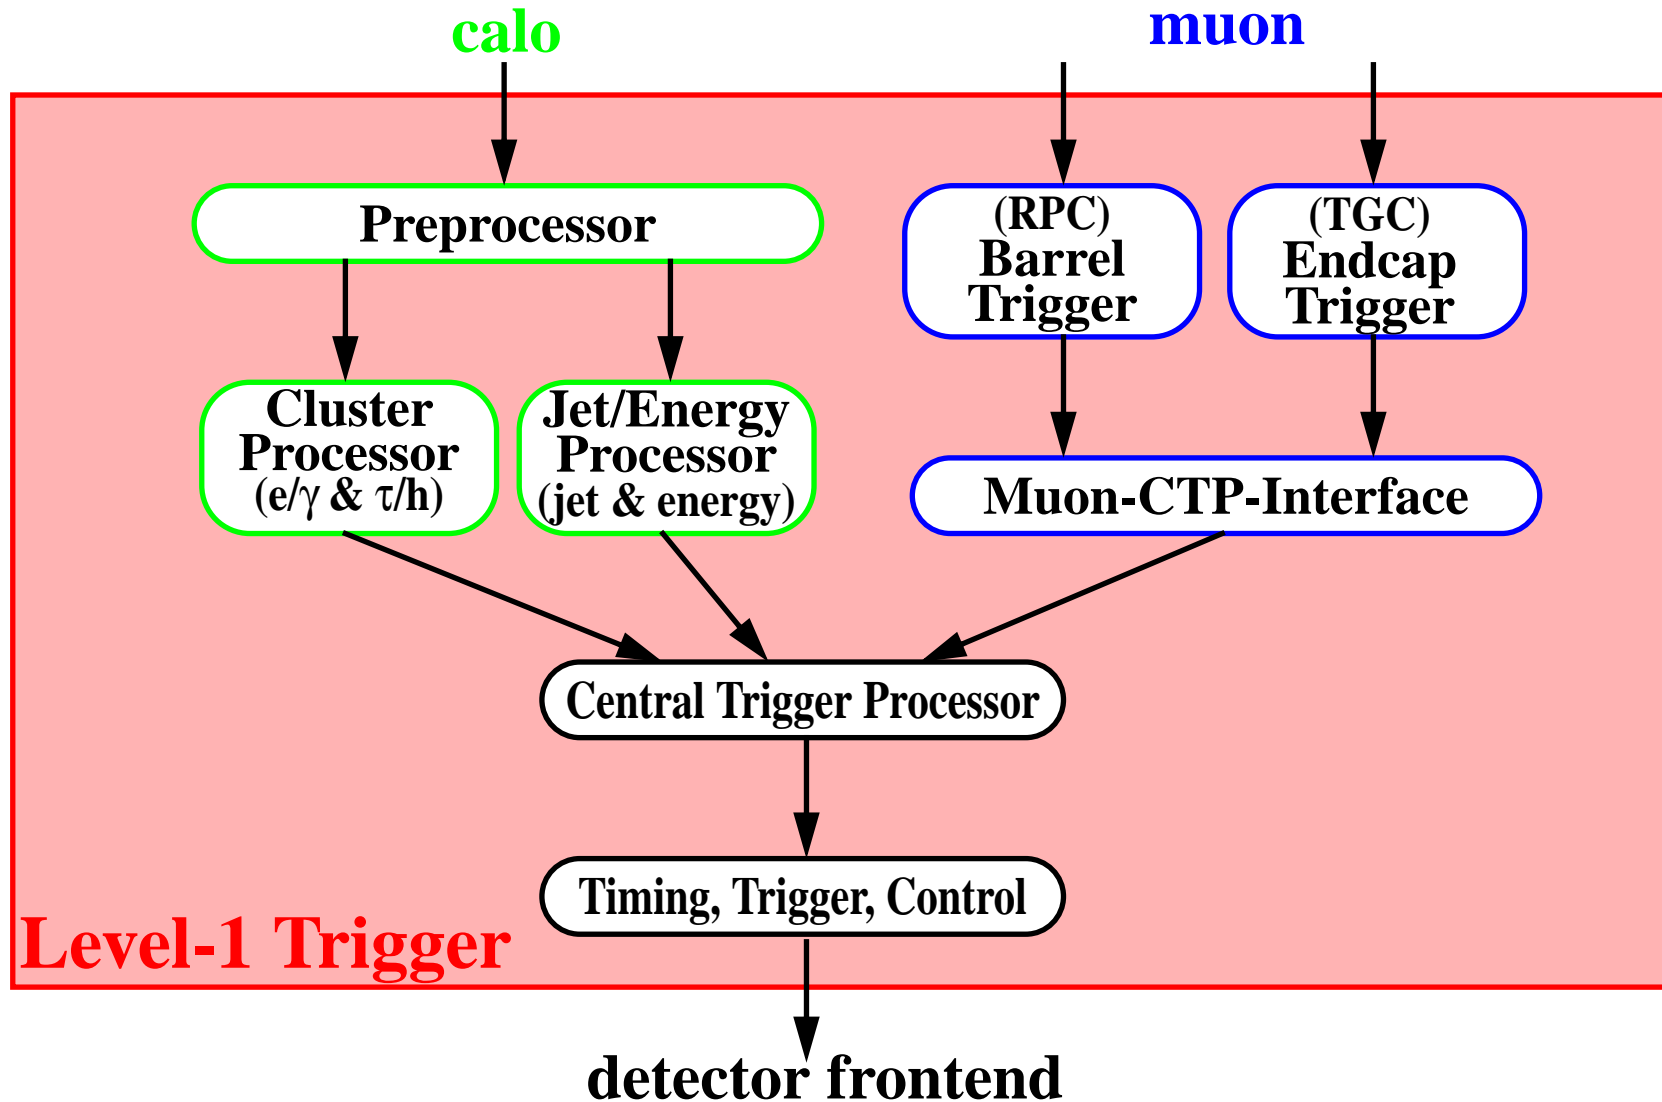 calo
muon
Preprocessor
(RPC)
Barrel
Trigger
(TGC)
Endcap
Trigger
Cluster
Processor
(e/γ & τ/h)
Jet/Energy
Processor
(jet & energy)
Muon-CTP-Interface
Central Trigger Processor
Timing, Trigger, Control
Level-1 Trigger
detector frontend